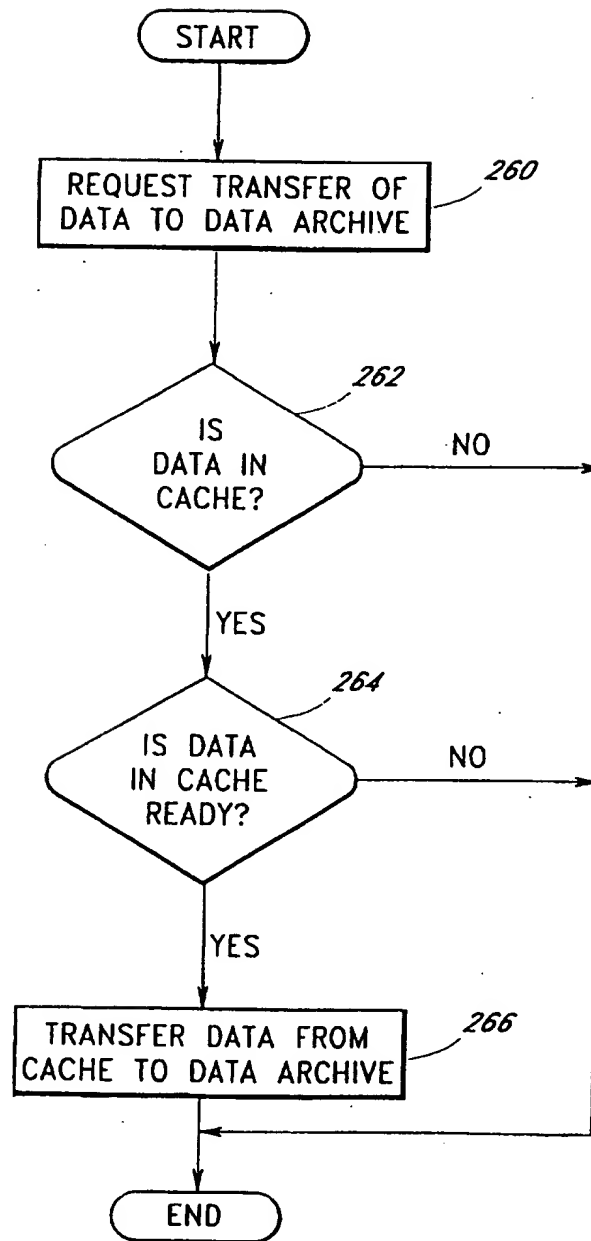 START
REQUEST TRANSFER OF
DATA TO DATA ARCHIVE
260
262
IS
DATA IN
CACHE?
NO
YES
264
IS DATA
IN CACHE
READY?
NO
YES
TRANSFER DATA FROM
CACHE TO DATA ARCHIVE
266
END